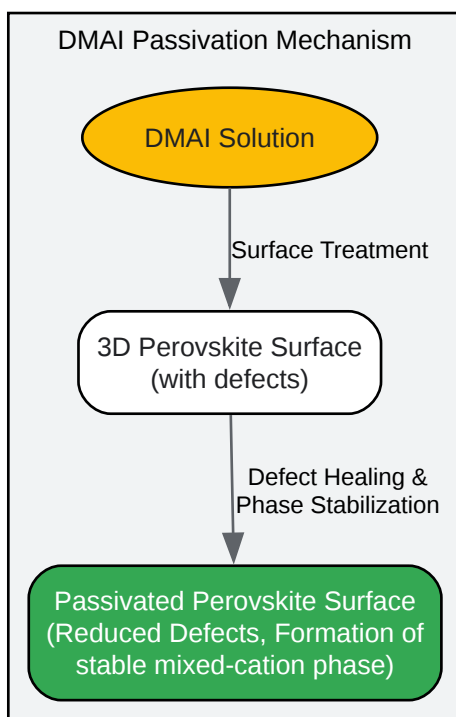 DMAI Passivation Mechanism
DMAI Solution
Surface Treatment
3D Perovskite Surface
(with defects)
Defect Healing &
Phase Stabilization
Passivated Perovskite Surface
(Reduced Defects, Formation of
stable mixed-cation phase)